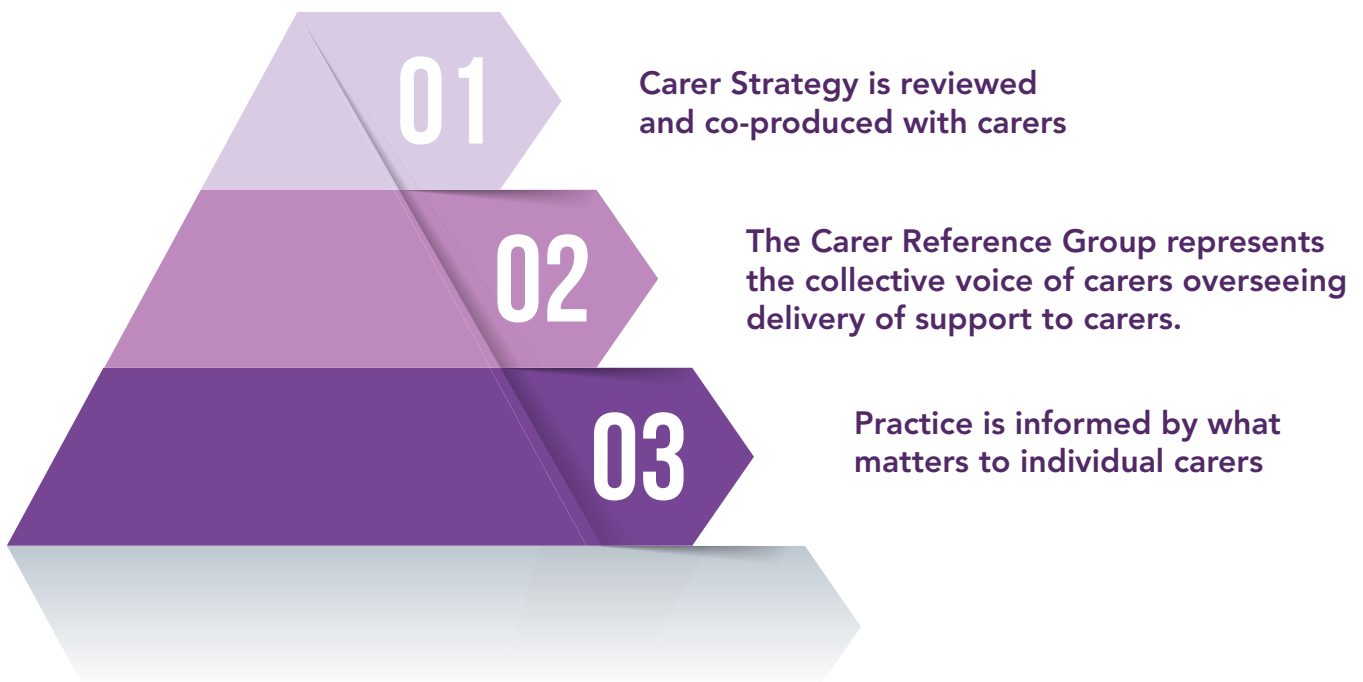 01
Carer Strategy is reviewed
and co-produced with carers
02
The Carer Reference Group represents
the collective voice of carers overseeing
delivery of support to carers.
03
Practice is informed by what
matters to individual carers